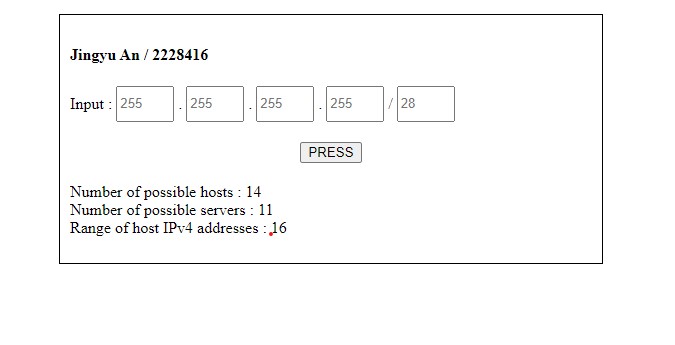 Jingyu An / 2228416
Input : 255 . 255 . 255 . 255 / 28
PRESS
Number of possible hosts : 14
Number of possible servers : 11
Range of host IPv4 addresses : 16